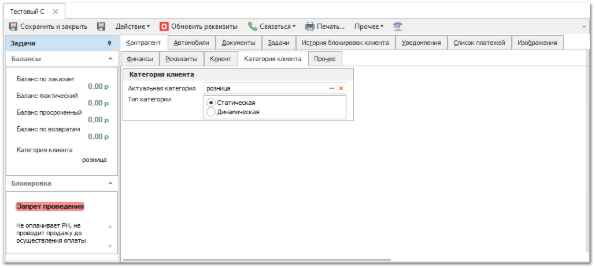 Тестовый С
Сохранить и закрыть Действие Обновить реквизиты Связаться Печать... Прочее
Задачи
Балансы
Баланс по заказам
0,00 р
Баланс фактический
0,00 р
Баланс просроченный
0,00 р
Баланс по возвратам
0,00 р
Категория клиента
розница
Блокировка
Запрет проведения
Не оплачивает РН, не
проводит продажу до
осуществления оплаты
Контрагент Автомобили Документы Задачи История блокировок клиента Уведомления Список платежей Изображения
Финансы Реквизиты Клиент Категория клиента Прочее
Категория клиента
Актуальная категория розница
Тип категории Статическая
Динамическая